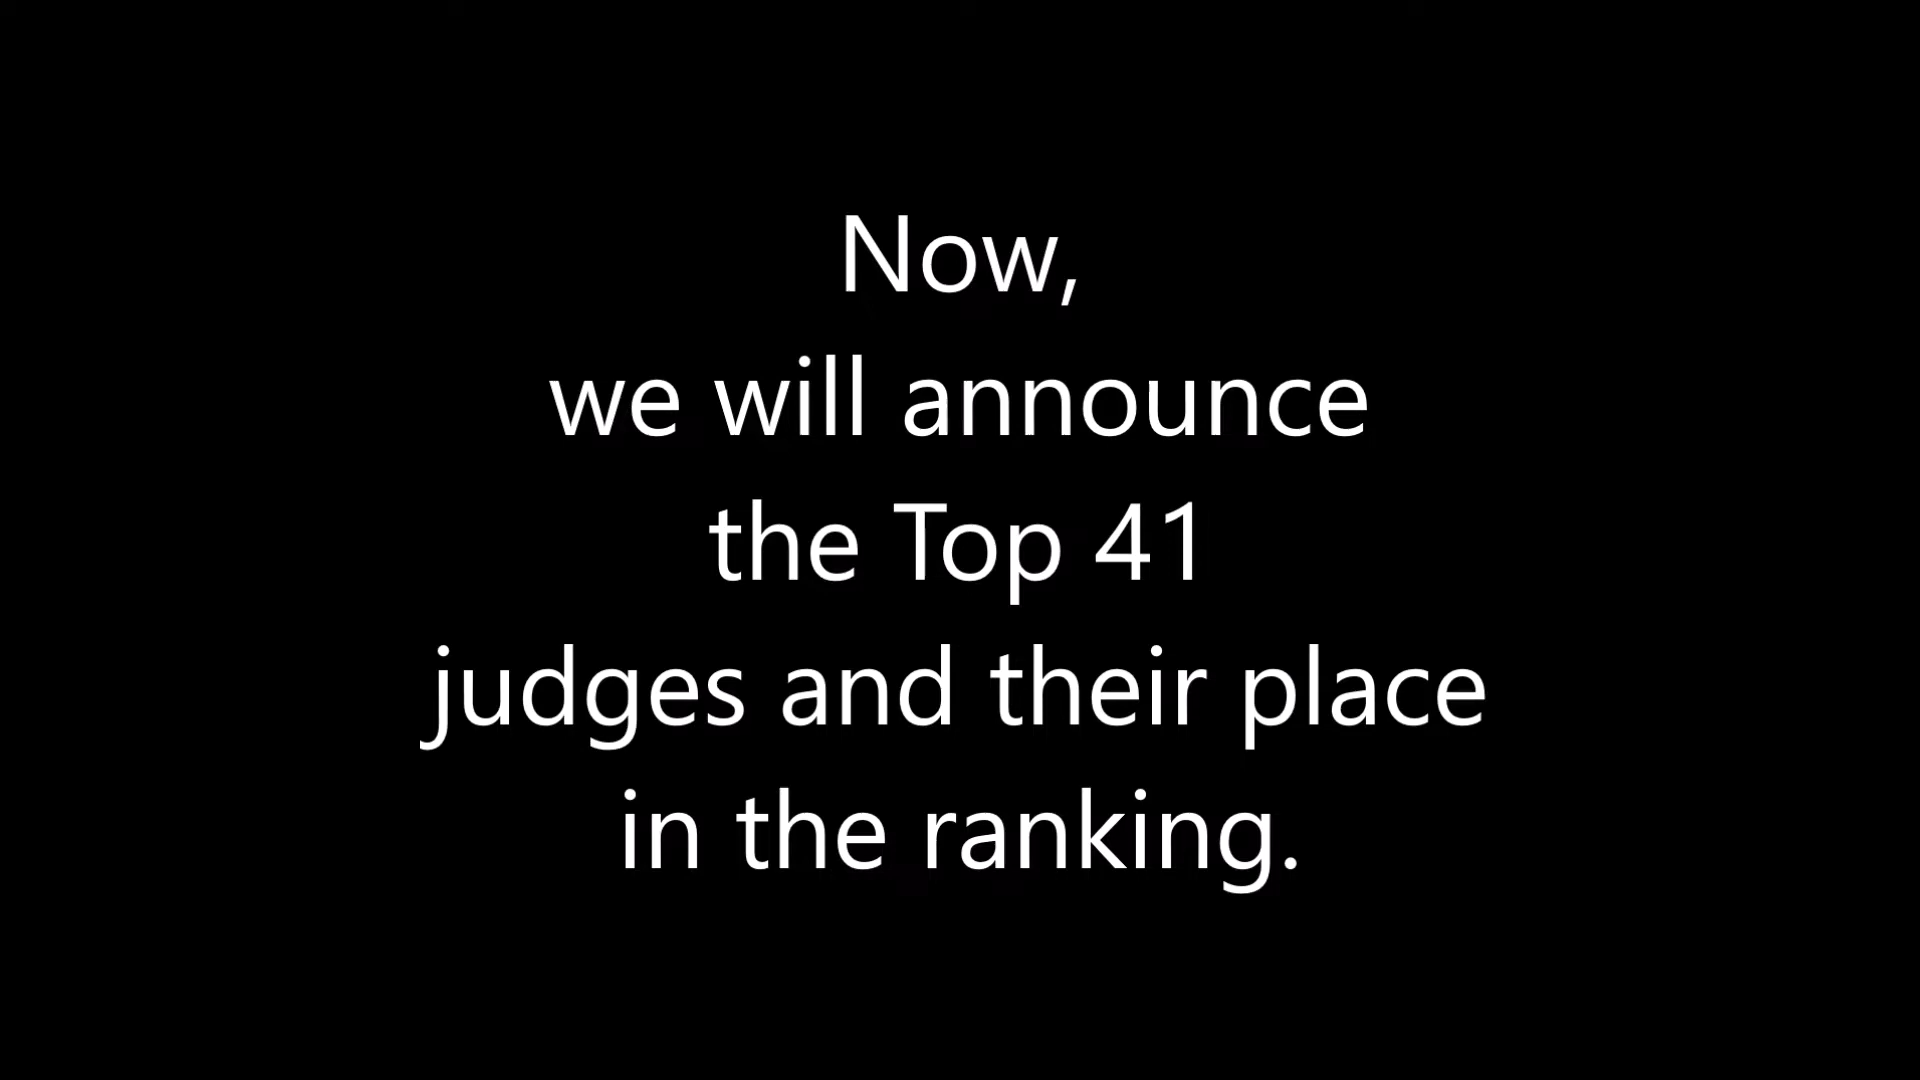 Now,
we will announce
the Top 41
judges and their place
in the ranking.